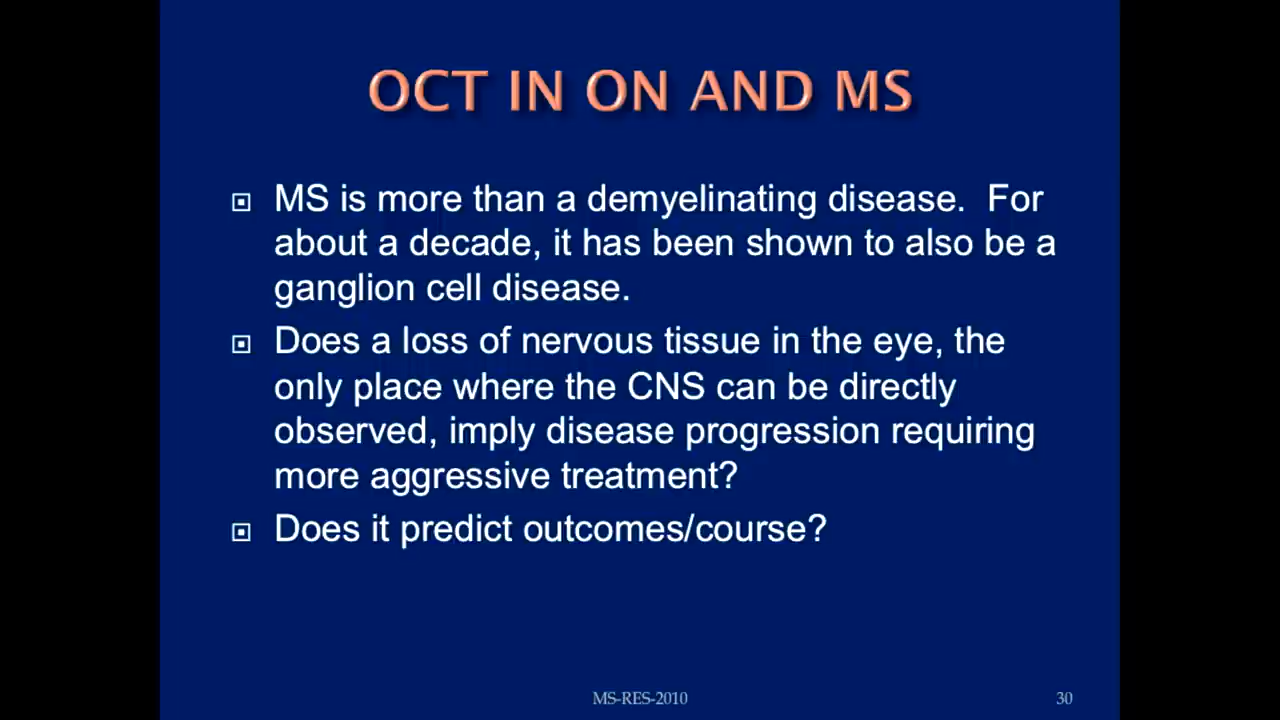 OCT IN ON AND MS
MS is more than a demyelinating disease.  For
about a decade, it has been shown to also be a
ganglion cell disease.
Does a loss of nervous tissue in the eye, the
only place where the CNS can be directly
observed, imply disease progression requiring
more aggressive treatment?
Does it predict outcomes/course?
MS-RES-2010
30